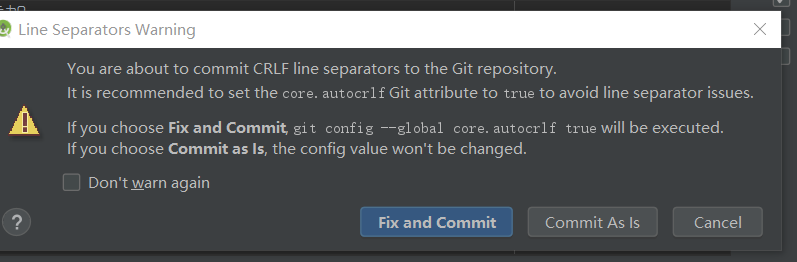 Line Separators Warning
You are about to commit CRLF line separators to the Git repository.
It is recommended to set the core.autocrlf Git attribute to true to avoid line separator issues.
If you choose Fix and Commit, git config --global core.autocrlf true will be executed.
If you choose Commit as Is, the config value won't be changed.
Don't warn again
?
Fix and Commit
Commit As Is
Cancel